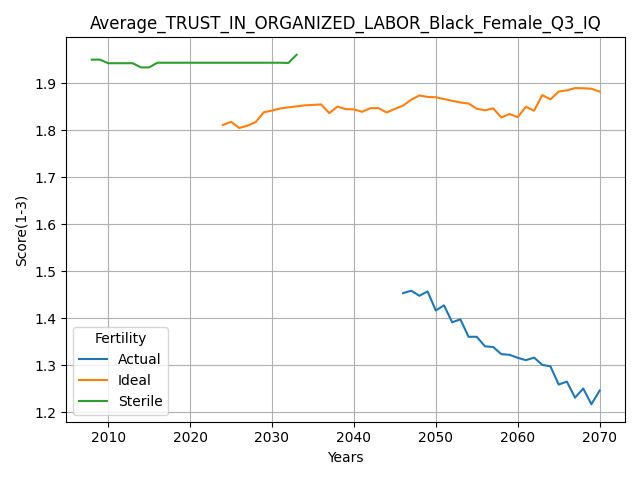 Average_TRUST_IN_ORGANIZED_LABOR_Black_Female_Q3_IQ
Score(1-3)
1.9
1.8
1.7
1.6
1.5
1.4
1.3
1.2
Fertility
Actual
Ideal
Sterile
2010 2020 2030 2040 2050 2060 2070
Years